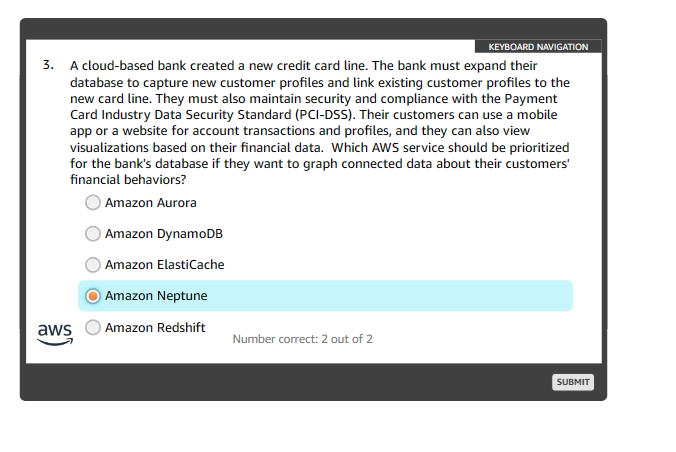 KEYBOARD NAVIGATION
3. A cloud-based bank created a new credit card line. The bank must expand their
database to capture new customer profiles and link existing customer profiles to the
new card line. They must also maintain security and compliance with the Payment
Card Industry Data Security Standard (PCI-DSS). Their customers can use a mobile
app or a website for account transactions and profiles, and they can also view
visualizations based on their financial data.  Which AWS service should be prioritized
for the bank's database if they want to graph connected data about their customers'
financial behaviors?
Amazon Aurora
Amazon DynamoDB
Amazon ElastiCache
Amazon Neptune
Amazon Redshift
aws
Number correct: 2 out of 2
SUBMIT